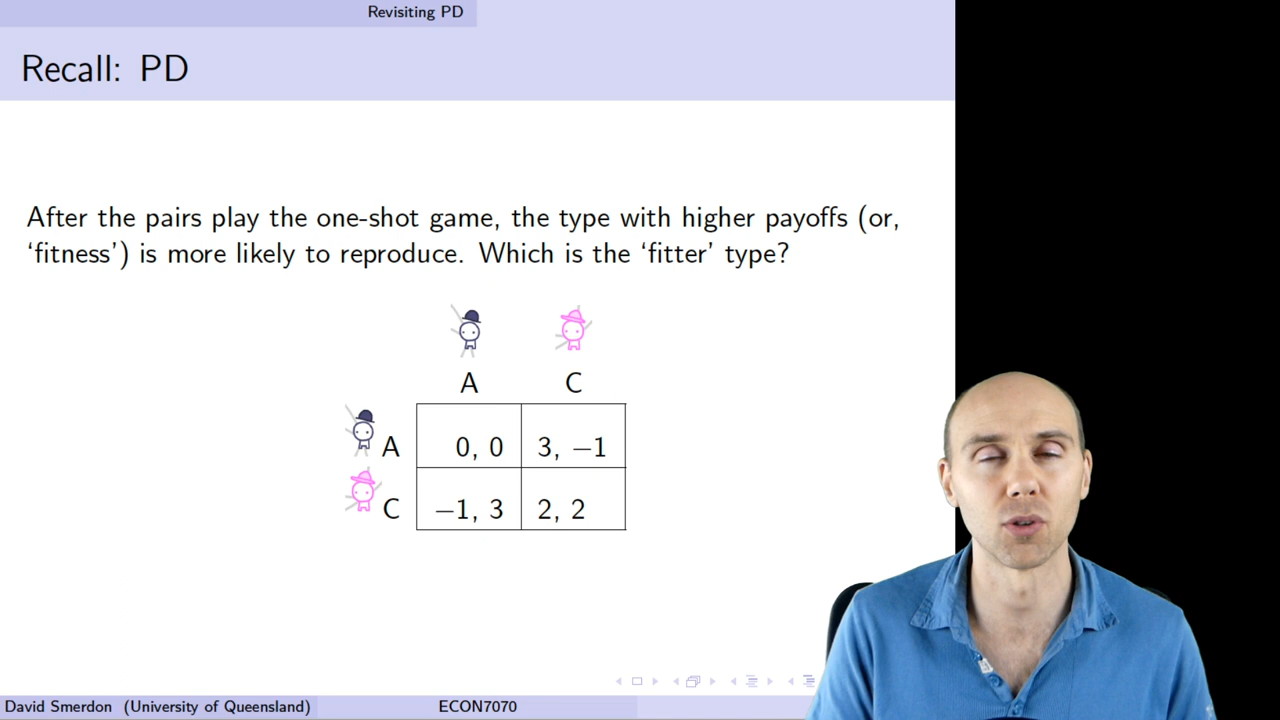 Revisiting PD
Recall: PD
After the pairs play the one-shot game, the type with higher payoffs (or,
‘fitness’) is more likely to reproduce. Which is the ‘fitter’ type?
A C
A 0, 0 3, −1
C −1, 3 2, 2
David Smerdon (University of Queensland) ECON7070